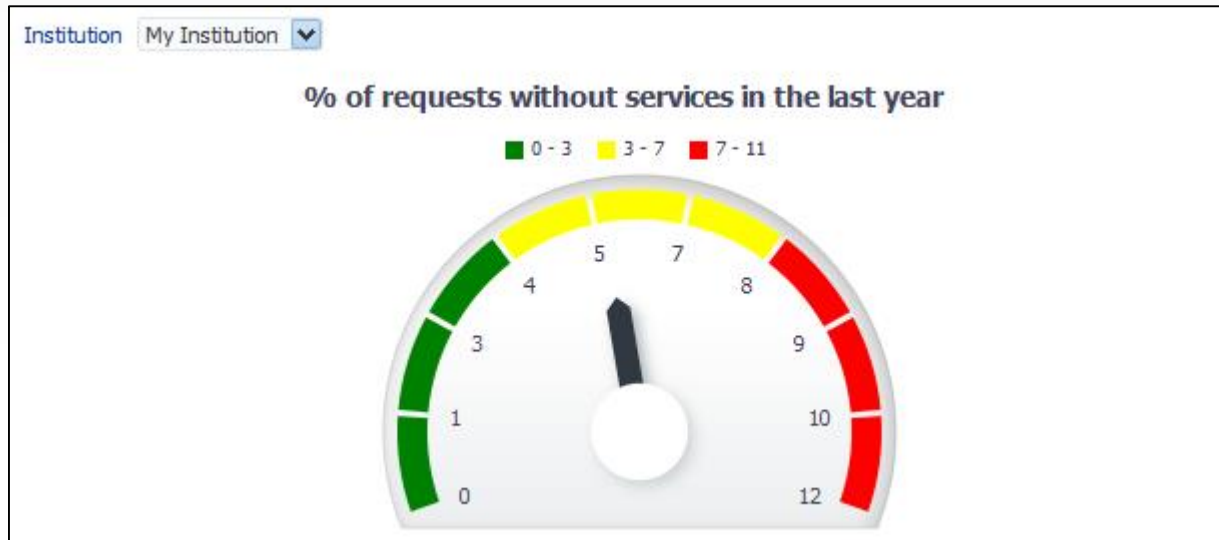 Institution My Institution
% of requests without services in the last year
0 - 3 3 - 7 7 - 11
5 7
4 8
3 9
1 10
0 12